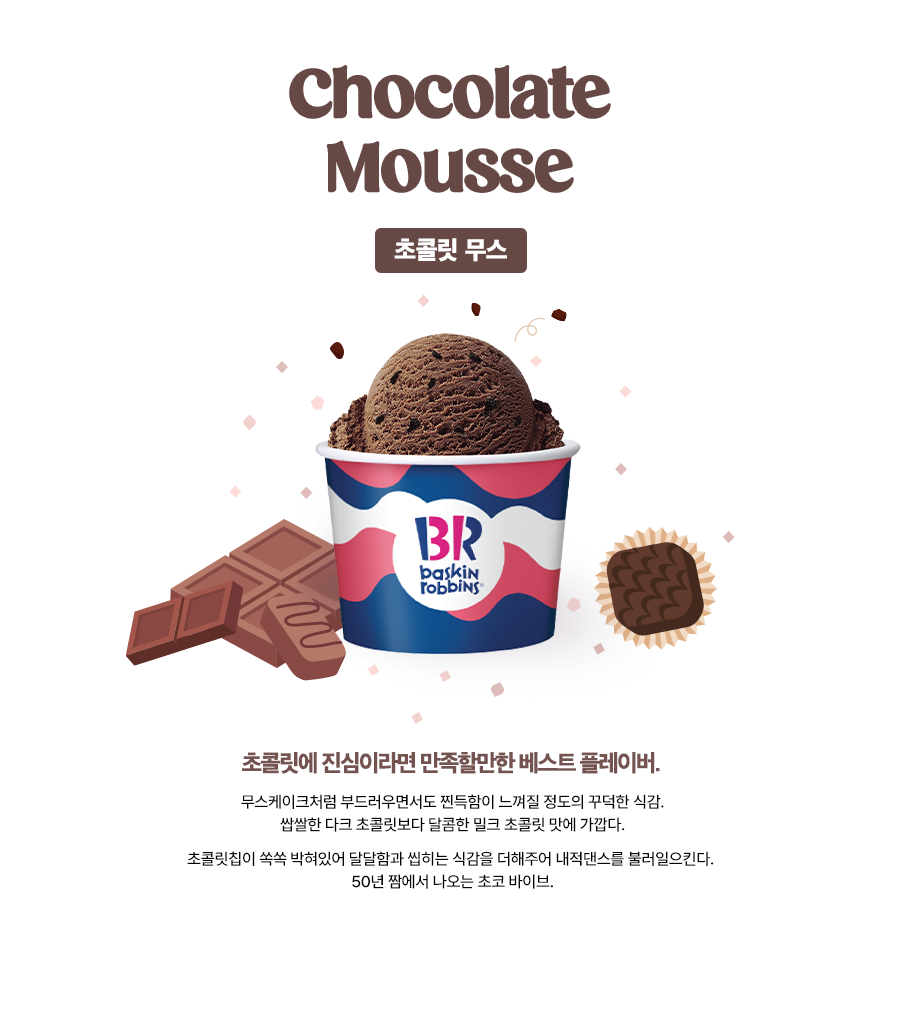 Chocolate
Mousse
초콜릿 무스
BR
baskin
robbins®
초콜릿에 진심이라면 만족할만한 베스트 플레이버.
무스케이크처럼 부드러우면서도 찐득함이 느껴질 정도의 꾸덕한 식감.
쌉쌀한 다크 초콜릿보다 달콤한 밀크 초콜릿 맛에 가깝다.
초콜릿칩이 쏙쏙 박혀있어 달달함과 씹히는 식감을 더해주어 내적댄스를 불러일으킨다.
50년 짬에서 나오는 초코 바이브.